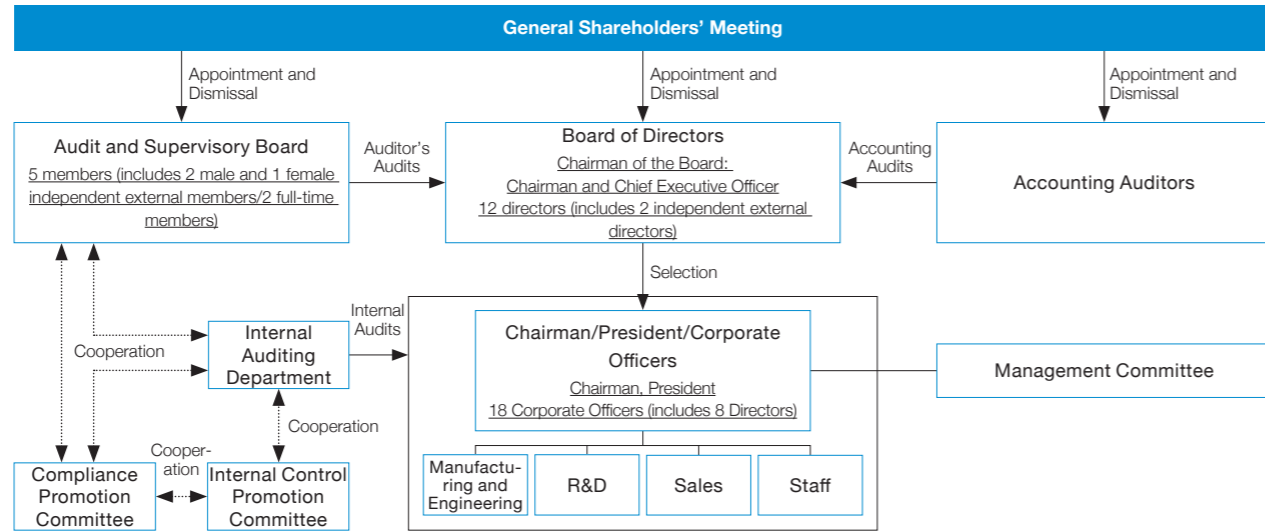 General Shareholders' Meeting
Appointment and
Dismissal
Appointment and
Dismissal
Appointment and
Dismissal
Audit and Supervisory Board
5 members (includes 2 male and 1 female
independent external members/2 full-time
members)
Auditor's
Audits
Board of Directors
Chairman of the Board:
Chairman and Chief Executive Officer
12 directors (includes 2 independent external
directors)
Accounting
Audits
Accounting Auditors
Selection
Cooperation
Internal
Auditing
Department
Internal
Audits
Chairman/President/Corporate
Officers
Chairman, President
18 Corporate Officers (includes 8 Directors)
Management Committee
Cooperation
Compliance
Promotion
Committee
Cooper-
ation
Internal Control
Promotion
Committee
Manufactu-
ring and
Engineering
R&D
Sales
Staff